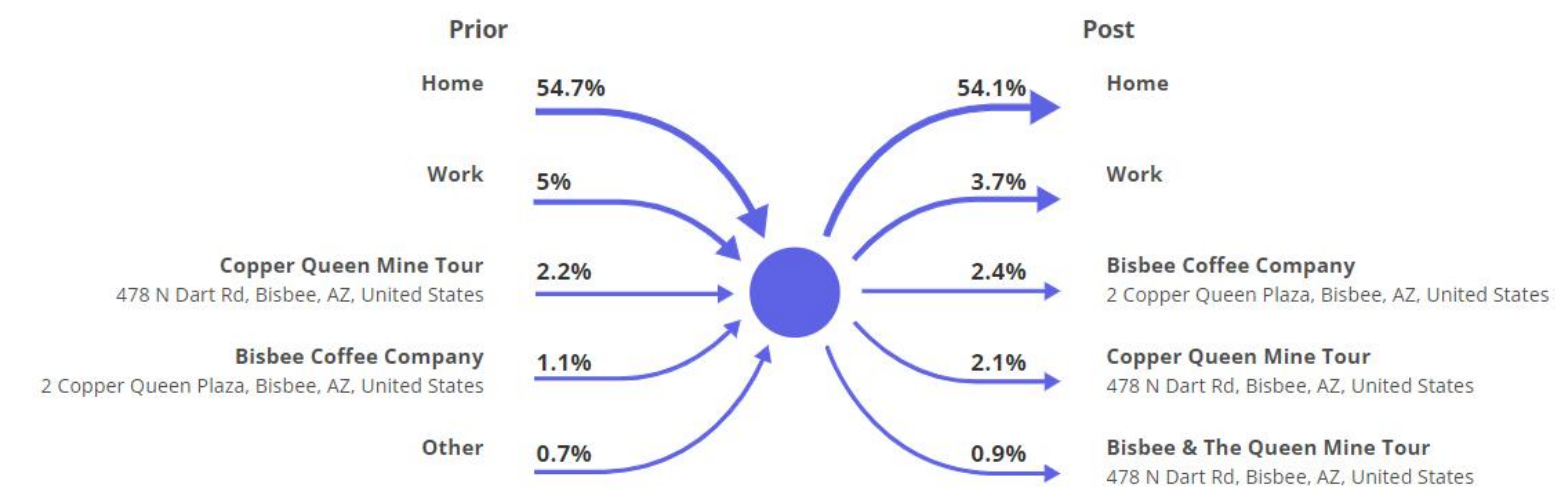 Prior
Post
Home
54.7%
54.1%
Home
Work
5%
3.7%
Work
Copper Queen Mine Tour
478 N Dart Rd, Bisbee, AZ, United States
2.2%
2.4%
Bisbee Coffee Company
2 Copper Queen Plaza, Bisbee, AZ, United States
Bisbee Coffee Company
2 Copper Queen Plaza, Bisbee, AZ, United States
1.1%
2.1%
Copper Queen Mine Tour
478 N Dart Rd, Bisbee, AZ, United States
Other
0.7%
0.9%
Bisbee & The Queen Mine Tour
478 N Dart Rd, Bisbee, AZ, United States